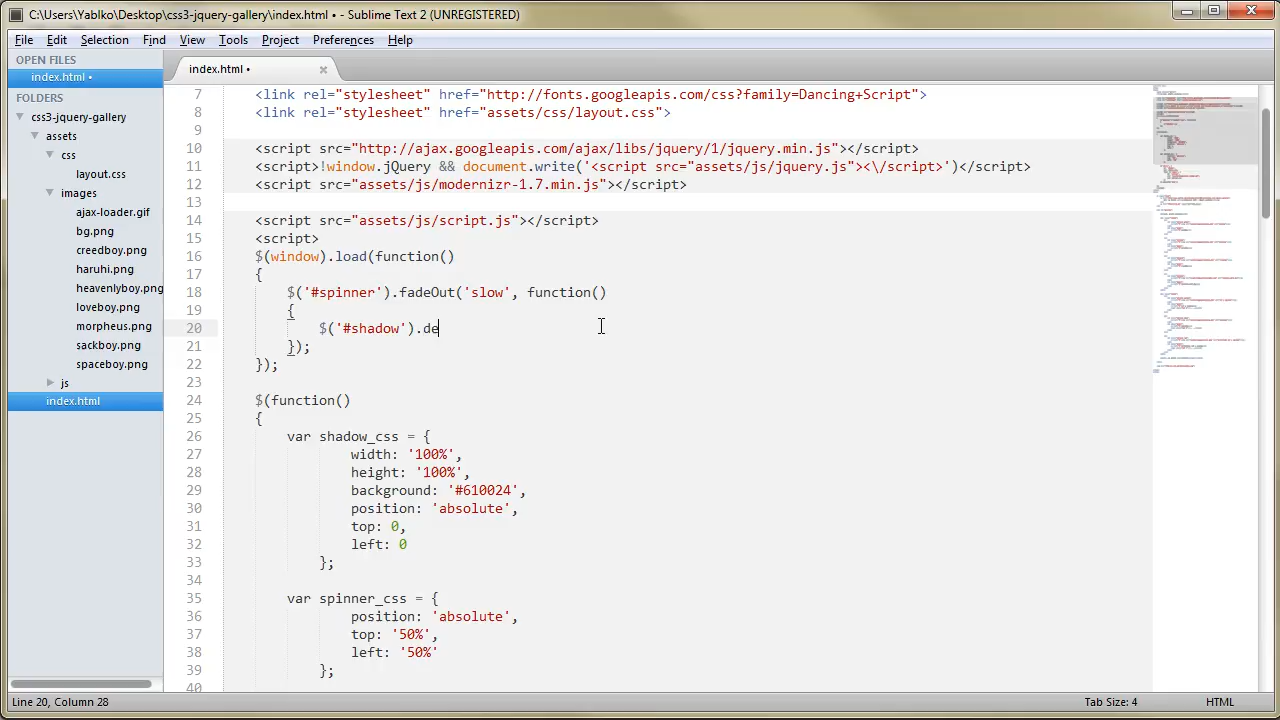 C:\Users\Yablko\Desktop\css3-jquery-gallery\index.html • - Sublime Text 2 (UNREGISTERED)
File Edit Selection Find View Tools Project Preferences Help
OPEN FILES
index.html •
FOLDERS
css3-jquery-gallery
assets
css
layout.css
images
ajax-loader.gif
bg.png
creedboy.png
haruhi.png
heavenlyboy.png
locoboy.png
morpheus.png
sackboy.png
spaceboy.png
js
index.html
index.html •
7 <link rel="stylesheet" href="http://fonts.googleapis.com/css?family=Dancing+Script">
8 <link rel="stylesheet" href="assets/css/layout.css">
9
10 <script src="http://ajax.googleapis.com/ajax/libs/jquery/1/jquery.min.js"></script>
11 <script>!window.jQuery && document.write('<script src="assets/js/jquery.js"><\/script>')</script>
12 <script src="assets/js/modernizr-1.7.min.js"></script>
13
14 <script src="assets/js/script.js"></script>
15 <script>
16 $(window).load(function()
17 {
18 $('#spinner').fadeOut('slow', function()
19 {
20 $('#shadow').de
21 });
22 });
23
24 $(function()
25 {
26 var shadow_css = {
27 width: '100%',
28 height: '100%',
29 background: '#610024',
30 position: 'absolute',
31 top: 0,
32 left: 0
33 };
34
35 var spinner_css = {
36 position: 'absolute',
37 top: '50%',
38 left: '50%'
39 };
40
Line 20, Column 28
Tab Size: 4
HTML